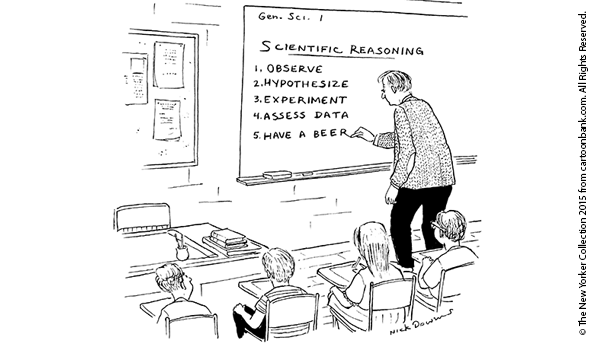 Gen. Sci. 1
SCIENTIFIC REASONING
1. OBSERVE
2. HYPOTHESIZE
3. EXPERIMENT
4. ASSESS DATA
5. HAVE A BEER
NICK DOWNES
© The New Yorker Collection 2015 from cartoonbank.com. All Rights Reserved.